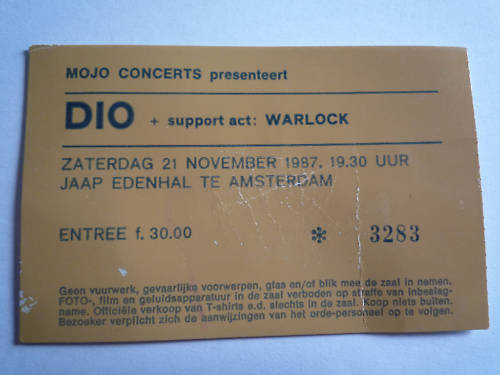 MOJO CONCERTS presenteert
DIO + support act: WARLOCK
ZATERDAG 21 NOVEMBER 1987, 19.30 UUR
JAAP EDENHAL TE AMSTERDAM
ENTREE f. 30.00 * 3283
Geen vuurwerk, gevaarlijke voorwerpen, glas en/of blik mee de zaal in nemen.
FOTO-, film en geluidsapparatuur in de zaal verboden op straffe van inbeslag-
name. Officiële verkoop van T-shirts e.d. slechts in de zaal. Koop niets buiten.
Bezoeker verplicht zich de aanwijzingen van het orde-personeel op te volgen.